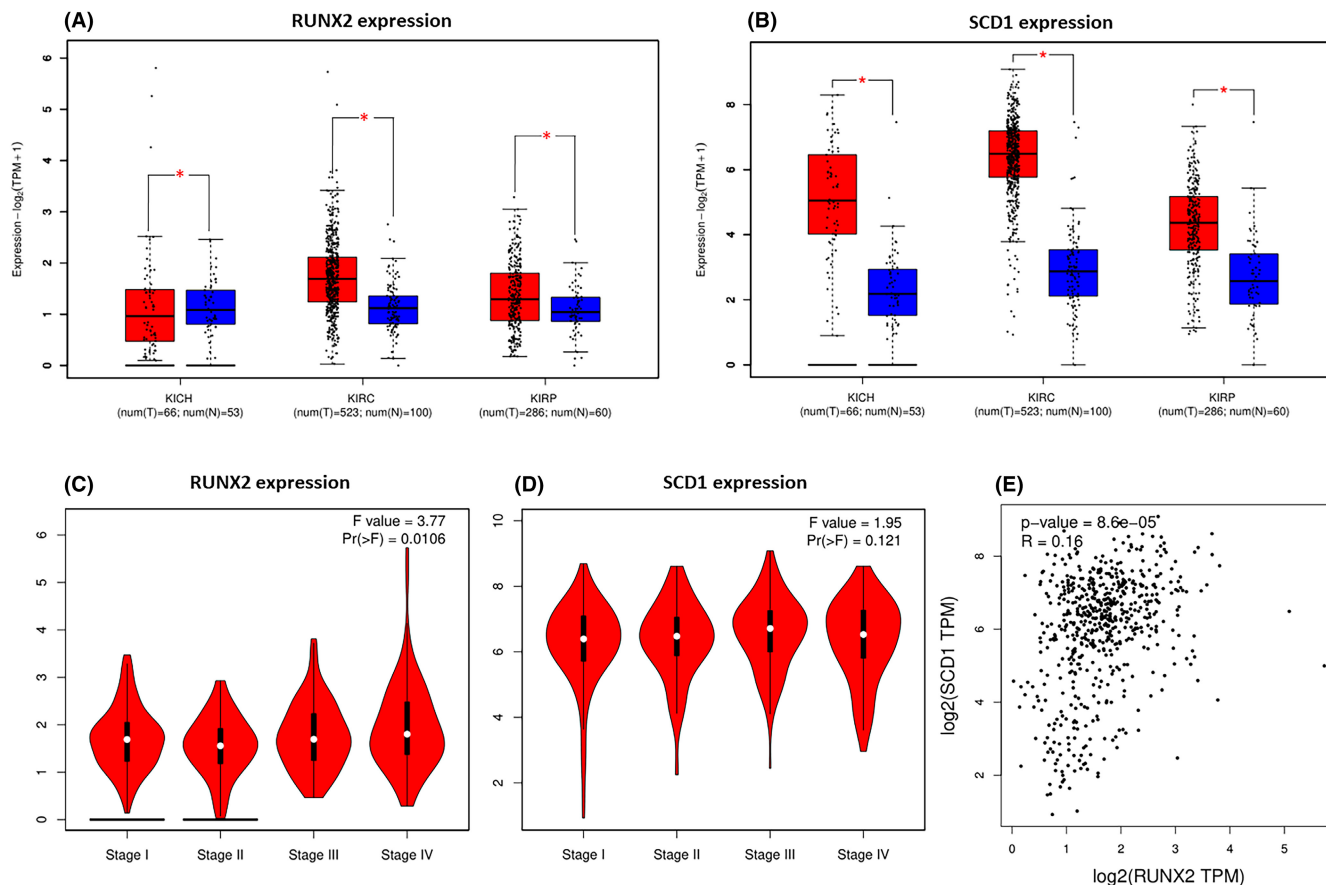 (A)
RUNX2 expression
Expression−log2(TPM+1)
6
5
4
3
2
1
0
*
*
*
KICH
(num(T)=66; num(N)=53)
KIRC
(num(T)=523; num(N)=100)
KIRP
(num(T)=286; num(N)=60)
(B)
SCD1 expression
Expression−log2(TPM+1)
8
6
4
2
0
*
*
*
KICH
(num(T)=66; num(N)=53)
KIRC
(num(T)=523; num(N)=100)
KIRP
(num(T)=286; num(N)=60)
(C)
RUNX2 expression
F value = 3.77
Pr(>F) = 0.0106
6
5
4
3
2
1
0
Stage I
Stage II
Stage III
Stage IV
(D)
SCD1 expression
F value = 1.95
Pr(>F) = 0.121
10
8
6
4
2
Stage I
Stage II
Stage III
Stage IV
(E)
p-value = 8.6e-05
R = 0.16
log2(SCD1 TPM)
8
6
4
2
0
1
2
3
4
5
log2(RUNX2 TPM)